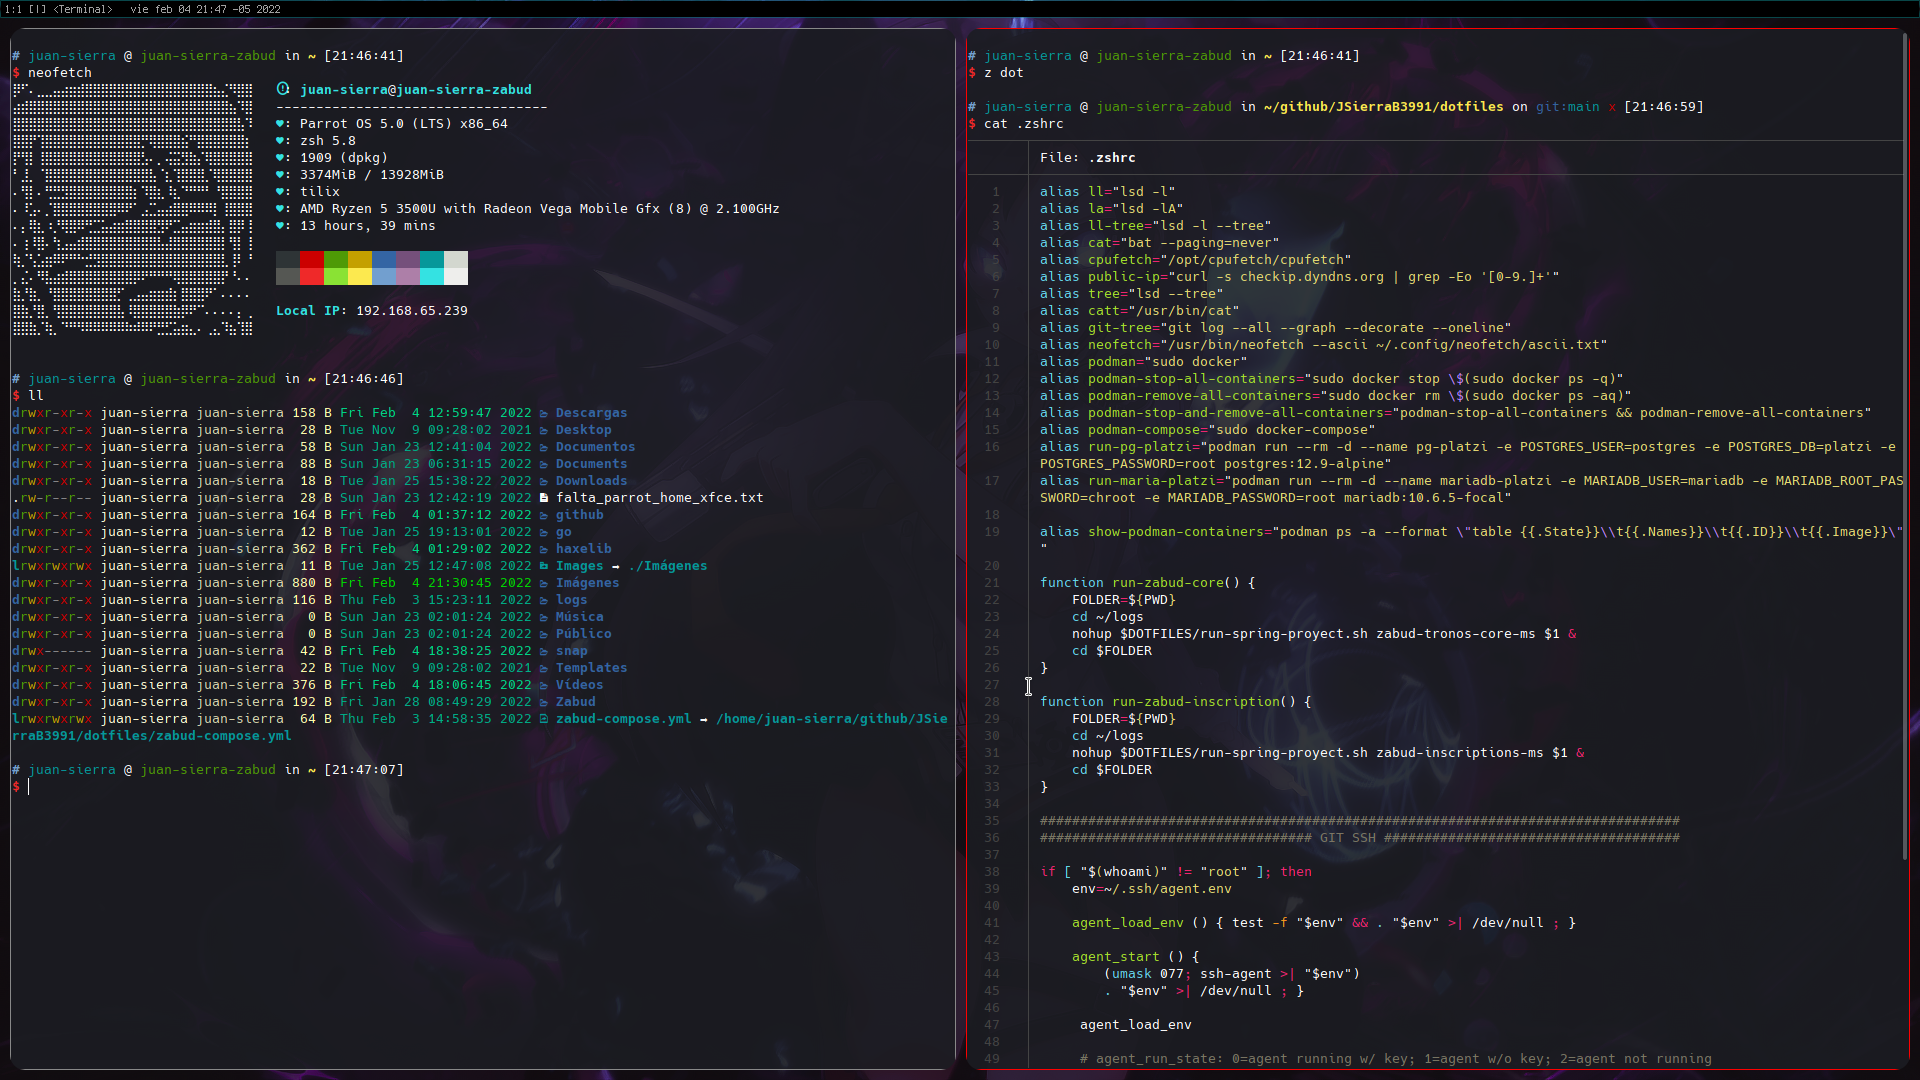 1:1 [|] <Terminal>   vie feb 04 21:47 -05 2022
# juan-sierra @ juan-sierra-zabud in ~ [21:46:41]
$ neofetch
juan-sierra@juan-sierra-zabud
----------------------------------
♥: Parrot OS 5.0 (LTS) x86_64
♥: zsh 5.8
♥: 1909 (dpkg)
♥: 3374MiB / 13928MiB
♥: tilix
♥: AMD Ryzen 5 3500U with Radeon Vega Mobile Gfx (8) @ 2.100GHz
♥: 13 hours, 39 mins
Local IP: 192.168.65.239
# juan-sierra @ juan-sierra-zabud in ~ [21:46:46]
$ ll
drwxr-xr-x juan-sierra juan-sierra 158 B Fri Feb  4 12:59:47 2022 Descargas
drwxr-xr-x juan-sierra juan-sierra  28 B Tue Nov  9 09:28:02 2021 Desktop
drwxr-xr-x juan-sierra juan-sierra  58 B Sun Jan 23 12:41:04 2022 Documentos
drwxr-xr-x juan-sierra juan-sierra  88 B Sun Jan 23 06:31:15 2022 Documents
drwxr-xr-x juan-sierra juan-sierra  18 B Tue Jan 25 15:38:22 2022 Downloads
.rw-r--r-- juan-sierra juan-sierra  28 B Sun Jan 23 12:42:19 2022 falta_parrot_home_xfce.txt
drwxr-xr-x juan-sierra juan-sierra 164 B Fri Feb  4 01:37:12 2022 github
drwxr-xr-x juan-sierra juan-sierra  12 B Tue Jan 25 19:13:01 2022 go
drwxr-xr-x juan-sierra juan-sierra 362 B Fri Feb  4 01:29:02 2022 haxelib
lrwxrwxrwx juan-sierra juan-sierra  11 B Tue Jan 25 12:47:08 2022 Images → ./Imágenes
drwxr-xr-x juan-sierra juan-sierra 880 B Fri Feb  4 21:30:45 2022 Imágenes
drwxr-xr-x juan-sierra juan-sierra 116 B Thu Feb  3 15:23:11 2022 logs
drwxr-xr-x juan-sierra juan-sierra   0 B Sun Jan 23 02:01:24 2022 Música
drwxr-xr-x juan-sierra juan-sierra   0 B Sun Jan 23 02:01:24 2022 Público
drwx------ juan-sierra juan-sierra  42 B Fri Feb  4 18:38:25 2022 snap
drwxr-xr-x juan-sierra juan-sierra  22 B Tue Nov  9 09:28:02 2021 Templates
drwxr-xr-x juan-sierra juan-sierra 376 B Fri Feb  4 18:06:45 2022 Vídeos
drwxr-xr-x juan-sierra juan-sierra 192 B Fri Jan 28 08:49:29 2022 Zabud
lrwxrwxrwx juan-sierra juan-sierra  64 B Thu Feb  3 14:58:35 2022 zabud-compose.yml → /home/juan-sierra/github/JSie
rraB3991/dotfiles/zabud-compose.yml
# juan-sierra @ juan-sierra-zabud in ~ [21:47:07]
$
# juan-sierra @ juan-sierra-zabud in ~ [21:46:41]
$ z dot
# juan-sierra @ juan-sierra-zabud in ~/github/JSierraB3991/dotfiles on git:main x [21:46:59]
$ cat .zshrc
File: .zshrc
1 alias ll="lsd -l"
2 alias la="lsd -lA"
3 alias ll-tree="lsd -l --tree"
4 alias cat="bat --paging=never"
5 alias cpufetch="/opt/cpufetch/cpufetch"
6 alias public-ip="curl -s checkip.dyndns.org | grep -Eo '[0-9.]+'"
7 alias tree="lsd --tree"
8 alias catt="/usr/bin/cat"
9 alias git-tree="git log --all --graph --decorate --oneline"
10 alias neofetch="/usr/bin/neofetch --ascii ~/.config/neofetch/ascii.txt"
11 alias podman="sudo docker"
12 alias podman-stop-all-containers="sudo docker stop \$(sudo docker ps -q)"
13 alias podman-remove-all-containers="sudo docker rm \$(sudo docker ps -aq)"
14 alias podman-stop-and-remove-all-containers="podman-stop-all-containers && podman-remove-all-containers"
15 alias podman-compose="sudo docker-compose"
16 alias run-pg-platzi="podman run --rm -d --name pg-platzi -e POSTGRES_USER=postgres -e POSTGRES_DB=platzi -e
POSTGRES_PASSWORD=root postgres:12.9-alpine"
17 alias run-maria-platzi="podman run --rm -d --name mariadb-platzi -e MARIADB_USER=mariadb -e MARIADB_ROOT_PAS
SWORD=chroot -e MARIADB_PASSWORD=root mariadb:10.6.5-focal"
18
19 alias show-podman-containers="podman ps -a --format \"table {{.State}}\\t{{.Names}}\\t{{.ID}}\\t{{.Image}}\"
"
20
21 function run-zabud-core() {
22     FOLDER=${PWD}
23     cd ~/logs
24     nohup $DOTFILES/run-spring-proyect.sh zabud-tronos-core-ms $1 &
25     cd $FOLDER
26 }
27
28 function run-zabud-inscription() {
29     FOLDER=${PWD}
30     cd ~/logs
31     nohup $DOTFILES/run-spring-proyect.sh zabud-inscriptions-ms $1 &
32     cd $FOLDER
33 }
34
35 ################################################################################
36 ################################## GIT SSH #####################################
37
38 if [ "$(whoami)" != "root" ]; then
39     env=~/.ssh/agent.env
40
41     agent_load_env () { test -f "$env" && . "$env" >| /dev/null ; }
42
43     agent_start () {
44         (umask 077; ssh-agent >| "$env")
45         . "$env" >| /dev/null ; }
46
47      agent_load_env
48
49      # agent_run_state: 0=agent running w/ key; 1=agent w/o key; 2=agent not running